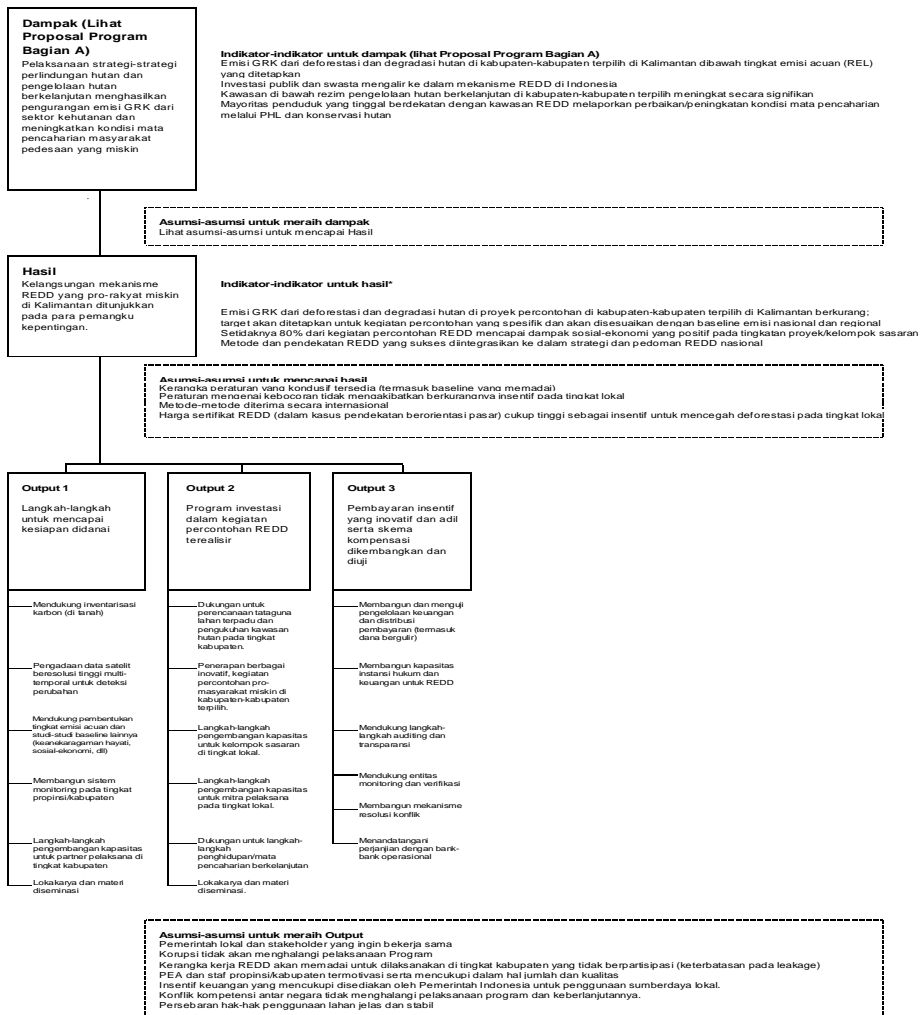 Dampak (Lihat
Proposal Program
Bagian A)
Pelaksanaan strategi-strategi
perlindungan hutan dan
pengelolaan hutan
berkelanjutan menghasilkan
pengurangan emisi GRK dari
sektor kehutanan dan
meningkatkan kondisi mata
pencaharian masyarakat
pedesaan yang miskin
Indikator-indikator untuk dampak (lihat Proposal Program Bagian A)
Emisi GRK dari deforestasi dan degradasi hutan di kabupaten-kabupaten terpilih di Kalimantan dibawah tingkat emisi acuan (REL)
yang ditetapkan
Investasi publik dan swasta mengalir ke dalam mekanisme REDD di Indonesia
Kawasan di bawah rezim pengelolaan hutan berkelanjutan di kabupaten-kabupaten terpilih meningkat secara signifikan
Mayoritas penduduk yang tinggal berdekatan dengan kawasan REDD melaporkan perbaikan/peningkatan kondisi mata pencaharian
melalui PHL dan konservasi hutan
Asumsi-asumsi untuk meraih dampak
Lihat asumsi-asumsi untuk mencapai Hasil
Hasil
Kelangsungan mekanisme
REDD yang pro-rakyat miskin
di Kalimantan ditunjukkan
pada para pemangku
kepentingan.
Indikator-indikator untuk hasil*
Emisi GRK dari deforestasi dan degradasi hutan di proyek percontohan di kabupaten-kabupaten terpilih di Kalimantan berkurang;
target akan ditetapkan untuk kegiatan percontohan yang spesifik dan akan disesuaikan dengan baseline emisi nasional dan regional
Setidaknya 80% dari kegiatan percontohan REDD mencapai dampak sosial-ekonomi yang positif pada tingkatan proyek/kelompok sasaran
Metode dan pendekatan REDD yang sukses diintegrasikan ke dalam strategi dan pedoman REDD nasional
Asumsi-asumsi untuk mencapai hasil
Kerangka peraturan yang kondusif tersedia (termasuk baseline yang memadai)
Peraturan mengenai kebocoran tidak mengakibatkan berkurangnya insentif pada tingkat lokal
Metode-metode diterima secara internasional
Harga sertifikat REDD (dalam kasus pendekatan berorientasi pasar) cukup tinggi sebagai insentif untuk mencegah deforestasi pada tingkat lokal
Output 1
Langkah-langkah
untuk mencapai
kesiapan didanai
Output 2
Program investasi
dalam kegiatan
percontohan REDD
terealisir
Output 3
Pembayaran insentif
yang inovatif dan adil
serta skema
kompensasi
dikembangkan dan
diuji
Mendukung inventarisasi
karbon (di tanah)
Pengadaan data satelit
beresolusi tinggi multi-
temporal untuk deteksi
perubahan
Mendukung pembentukan
tingkat emisi acuan dan
studi-studi baseline lainnya
(keanekaragaman hayati,
sosial-ekonomi, dll)
Membangun sistem
monitoring pada tingkat
propinsi/kabupaten
Langkah-langkah
pengembangan kapasitas
untuk partner pelaksana di
tingkat kabupaten
Lokakarya dan materi
diseminasi
Dukungan untuk
perencanaan tataguna
lahan terpadu dan
pengukuhan kawasan
hutan pada tingkat
kabupaten.
Penerapan berbagai
inovatif, kegiatan
percontohan pro-
masyarakat miskin di
kabupaten-kabupaten
terpilih.
Langkah-langkah
pengembangan kapasitas
untuk kelompok sasaran
di tingkat lokal.
Langkah-langkah
pengembangan kapasitas
untuk mitra pelaksana
pada tingkat lokal.
Dukungan untuk langkah-
langkah
penghidupan/mata
pencaharian berkelanjutan
Lokakarya dan materi
diseminasi.
Membangun dan menguji
pengelolaan keuangan
dan distribusi
pembayaran (termasuk
dana bergulir)
Membangun kapasitas
instansi hukum dan
keuangan untuk REDD
Mendukung langkah-
langkah auditing dan
transparansi
Mendukung entitas
monitoring dan verifikasi
Membangun mekanisme
resolusi konflik
Menandatangani
perjanjian dengan bank-
bank operasional
Asumsi-asumsi untuk meraih Output
Pemerintah lokal dan stakeholder yang ingin bekerja sama
Korupsi tidak akan menghalangi pelaksanaan Program
Kerangka kerja REDD akan memadai untuk dilaksanakan di tingkat kabupaten yang tidak berpartisipasi (keterbatasan pada leakage)
PEA dan staf propinsi/kabupaten termotivasi serta mencukupi dalam hal jumlah dan kualitas
Insentif keuangan yang mencukupi disediakan oleh Pemerintah Indonesia untuk penggunaan sumberdaya lokal.
Konflik kompetensi antar negara tidak menghalangi pelaksanaan program dan keberlanjutannya.
Persebaran hak-hak penggunaan lahan jelas dan stabil